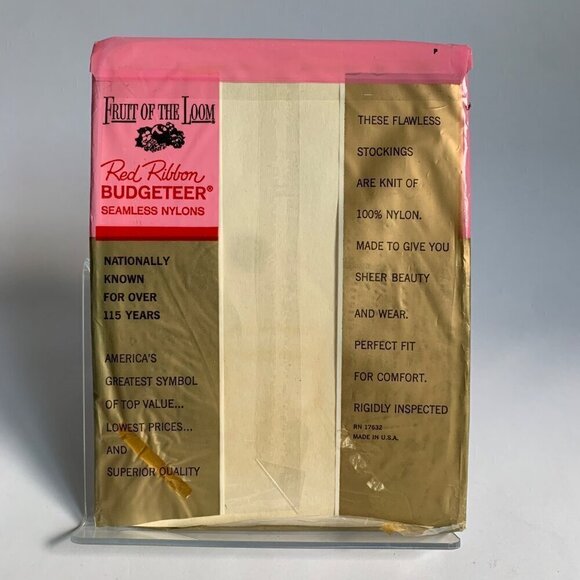 P
FRUIT OF THE LOOM
Red Ribbon
BUDGETEER®
SEAMLESS NYLONS
NATIONALLY
KNOWN
FOR OVER
115 YEARS
AMERICA'S
GREATEST SYMBOL
OF TOP VALUE...
LOWEST PRICES...
AND
SUPERIOR QUALITY
THESE FLAWLESS
STOCKINGS
ARE KNIT OF
100% NYLON.
MADE TO GIVE YOU
SHEER BEAUTY
AND WEAR.
PERFECT FIT
FOR COMFORT.
RIGIDLY INSPECTED
RN 17632
MADE IN U.S.A.